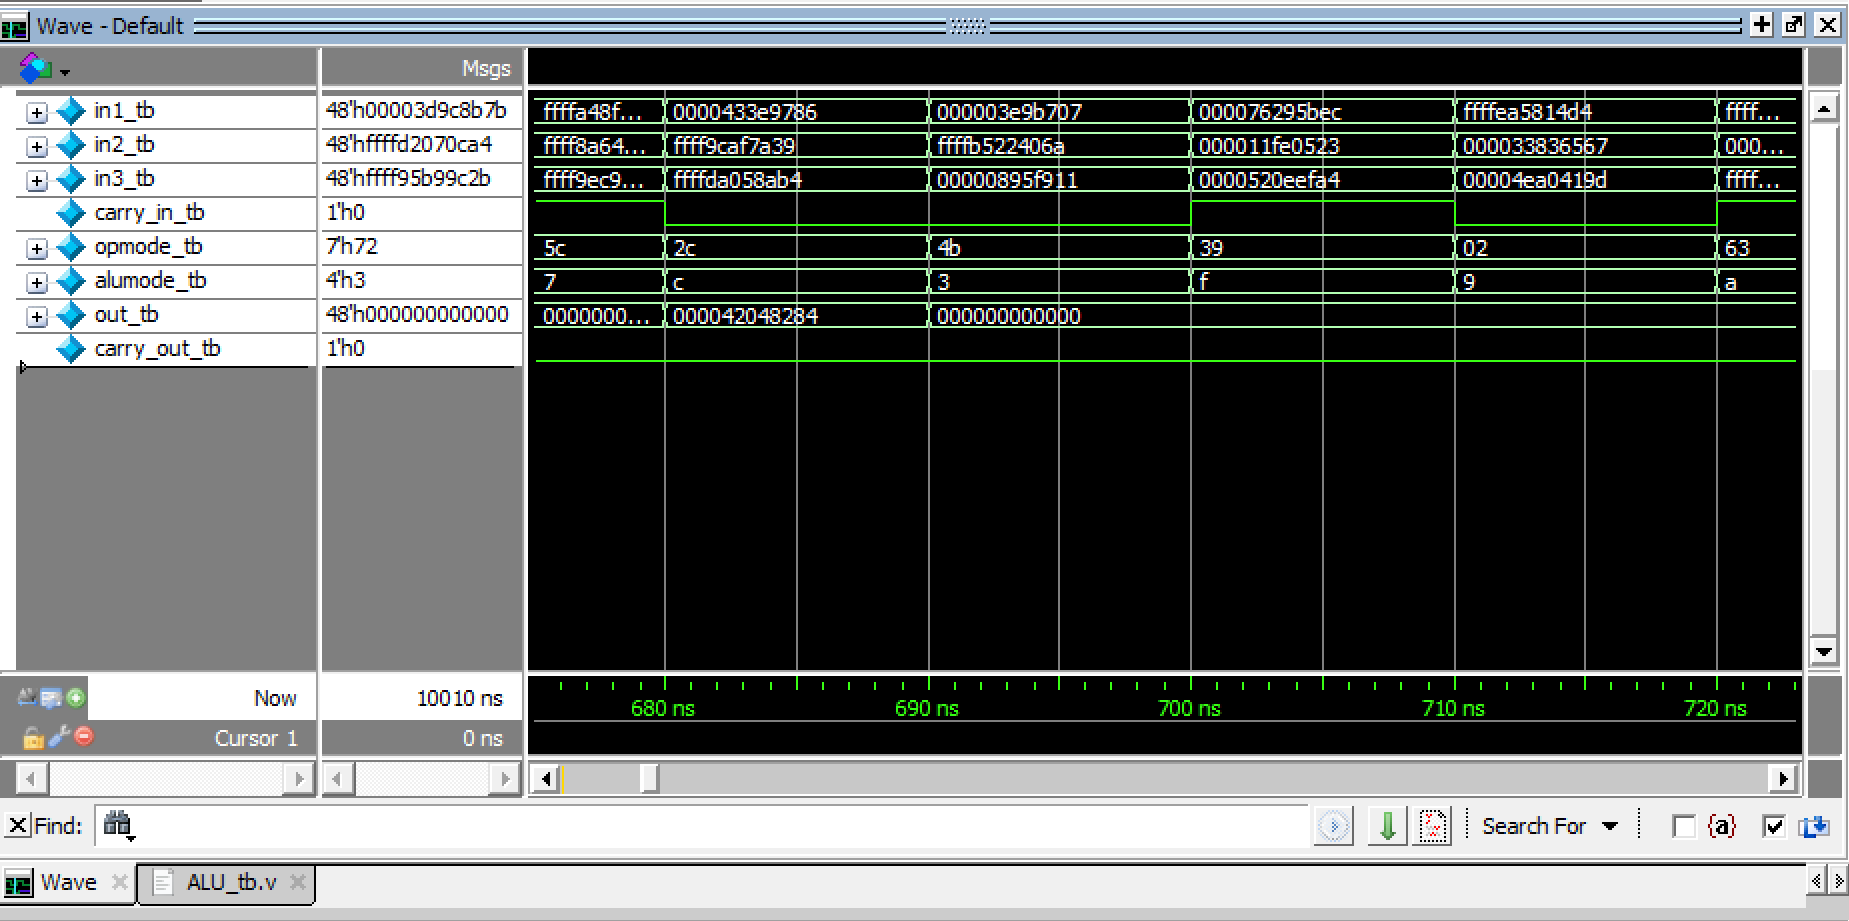 Wave - Default
Msgs
in1_tb 48'h00003d9c8b7b ffffa48f... 0000433e9786 000003e9b707 000076295bec ffffea5814d4 ffff...
in2_tb 48'hffffd2070ca4 ffff8a64... ffff9caf7a39 ffffb522406a 000011fe0523 000033836567 000...
in3_tb 48'hffff95b99c2b ffff9ec9... ffffda058ab4 00000895f911 0000520eefa4 00004ea0419d ffff...
carry_in_tb 1'h0
opmode_tb 7'h72 5c 2c 4b 39 02 63
alumode_tb 4'h3 7 c 3 f 9 a
out_tb 48'h000000000000 0000000... 000042048284 000000000000
carry_out_tb 1'h0
Now 10010 ns 680 ns 690 ns 700 ns 710 ns 720 ns
Cursor 1 0 ns
Find: Search For {a}
Wave ALU_tb.v